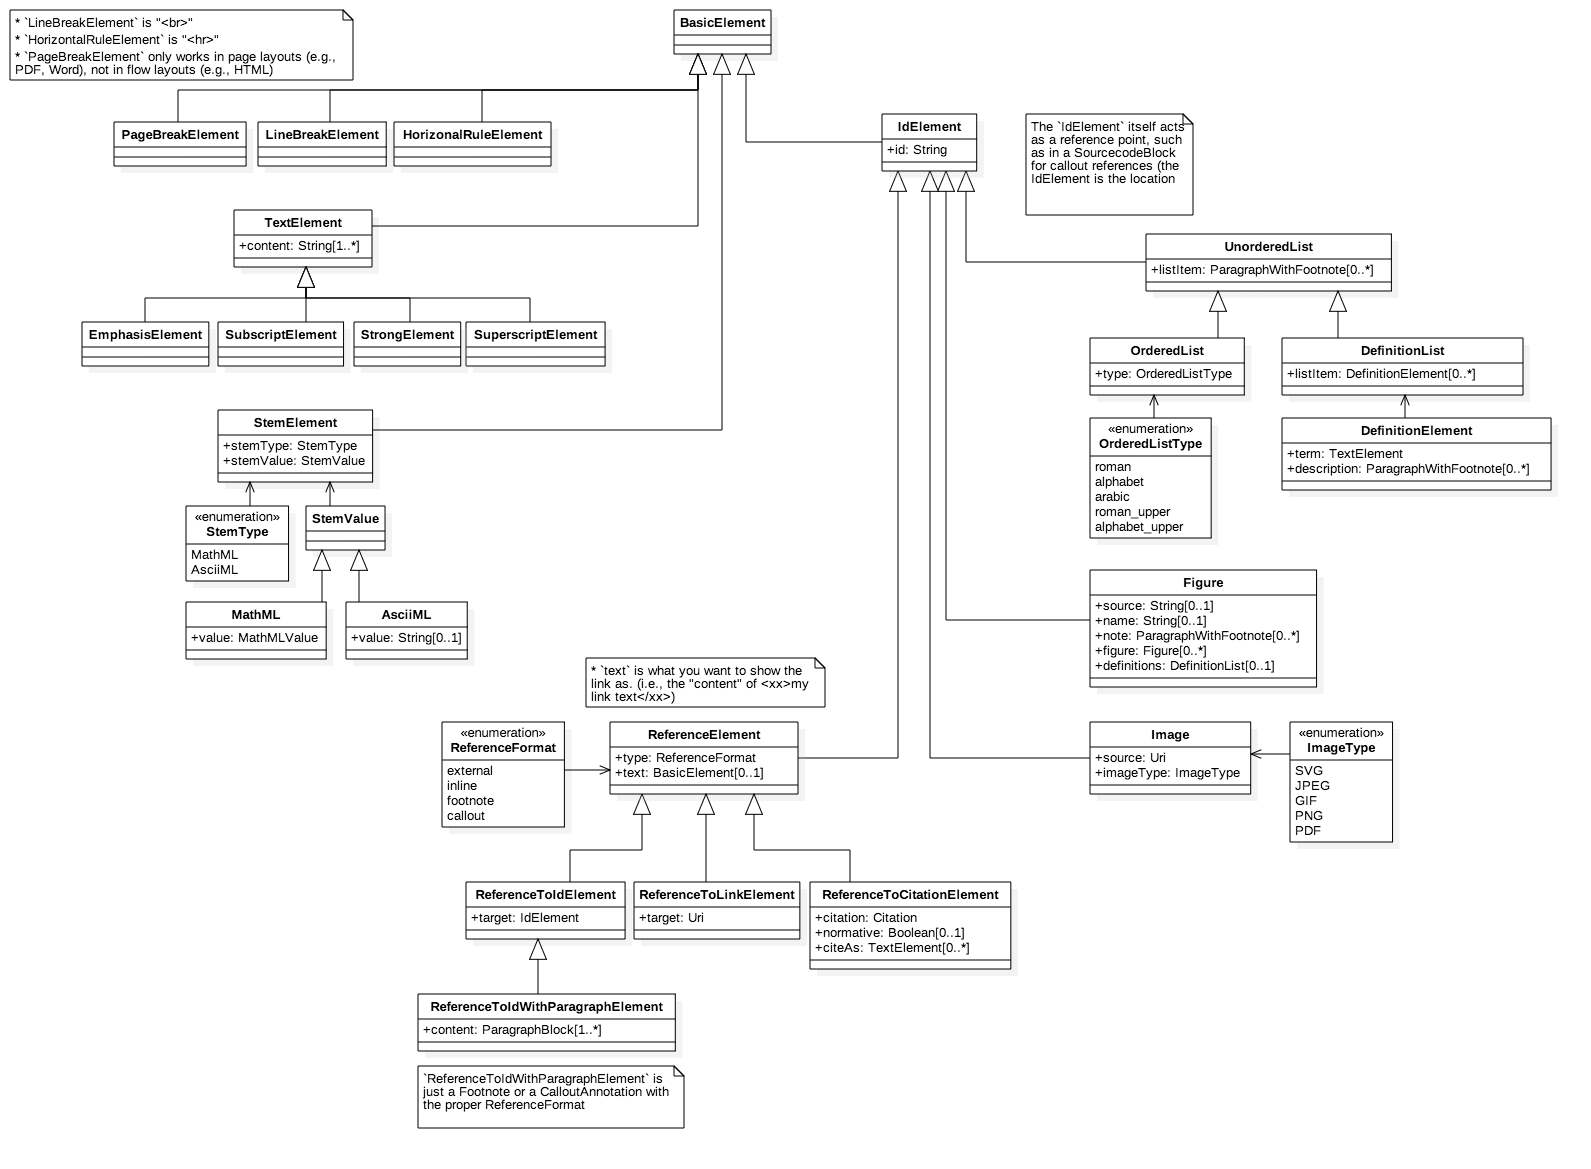 * `LineBreakElement` is "<br>"
* `HorizontalRuleElement` is "<hr>"
* `PageBreakElement` only works in page layouts (e.g.,
PDF, Word), not in flow layouts (e.g., HTML)
BasicElement
PageBreakElement
LineBreakElement
HorizonalRuleElement
IdElement
+id: String
The `IdElement` itself acts
as a reference point, such
as in a SourcecodeBlock
for callout references (the
IdElement is the location
TextElement
+content: String[1..*]
EmphasisElement
SubscriptElement
StrongElement
SuperscriptElement
UnorderedList
+listItem: ParagraphWithFootnote[0..*]
OrderedList
+type: OrderedListType
DefinitionList
+listItem: DefinitionElement[0..*]
«enumeration»
OrderedListType
roman
alphabet
arabic
roman_upper
alphabet_upper
DefinitionElement
+term: TextElement
+description: ParagraphWithFootnote[0..*]
StemElement
+stemType: StemType
+stemValue: StemValue
«enumeration»
StemType
MathML
AsciiML
StemValue
MathML
+value: MathMLValue
AsciiML
+value: String[0..1]
Figure
+source: String[0..1]
+name: String[0..1]
+note: ParagraphWithFootnote[0..*]
+figure: Figure[0..*]
+definitions: DefinitionList[0..1]
* `text` is what you want to show the
link as. (i.e., the "content" of <xx>my
link text</xx>)
«enumeration»
ReferenceFormat
external
inline
footnote
callout
ReferenceElement
+type: ReferenceFormat
+text: BasicElement[0..1]
Image
+source: Uri
+imageType: ImageType
«enumeration»
ImageType
SVG
JPEG
GIF
PNG
PDF
ReferenceToIdElement
+target: IdElement
ReferenceToLinkElement
+target: Uri
ReferenceToCitationElement
+citation: Citation
+normative: Boolean[0..1]
+citeAs: TextElement[0..*]
ReferenceToIdWithParagraphElement
+content: ParagraphBlock[1..*]
`ReferenceToIdWithParagraphElement` is
just a Footnote or a CalloutAnnotation with
the proper ReferenceFormat